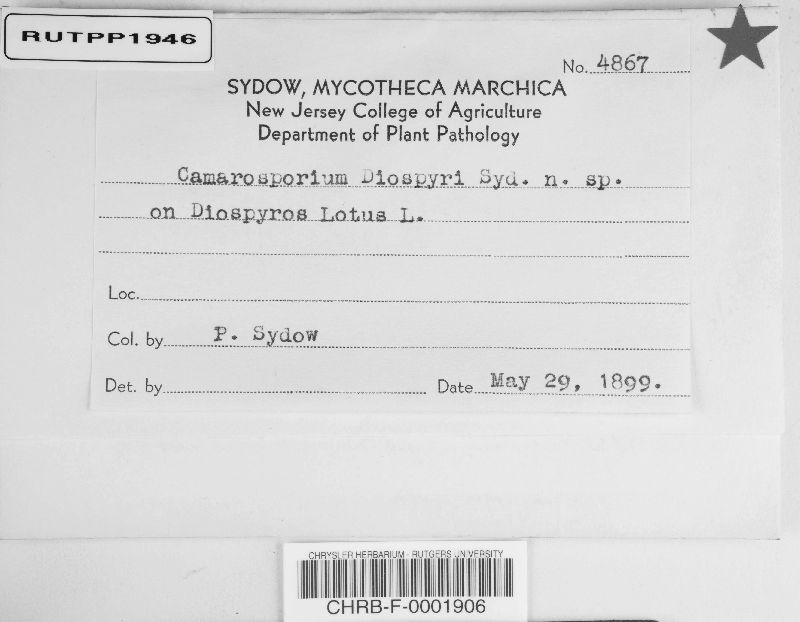 RUTPP1946
No. 4867
SYDOW, MYCOTHECA MARCHICA
New Jersey College of Agriculture
Department of Plant Pathology
Camarosporium Diospyri Syd. n. sp.
on Diospyros Lotus L.
Loc.
Col. by P. Sydow
Det. by Date May 29, 1899.
CHRYSLER HERBARIUM - RUTGERS UNIVERSITY
CHRB-F-0001906